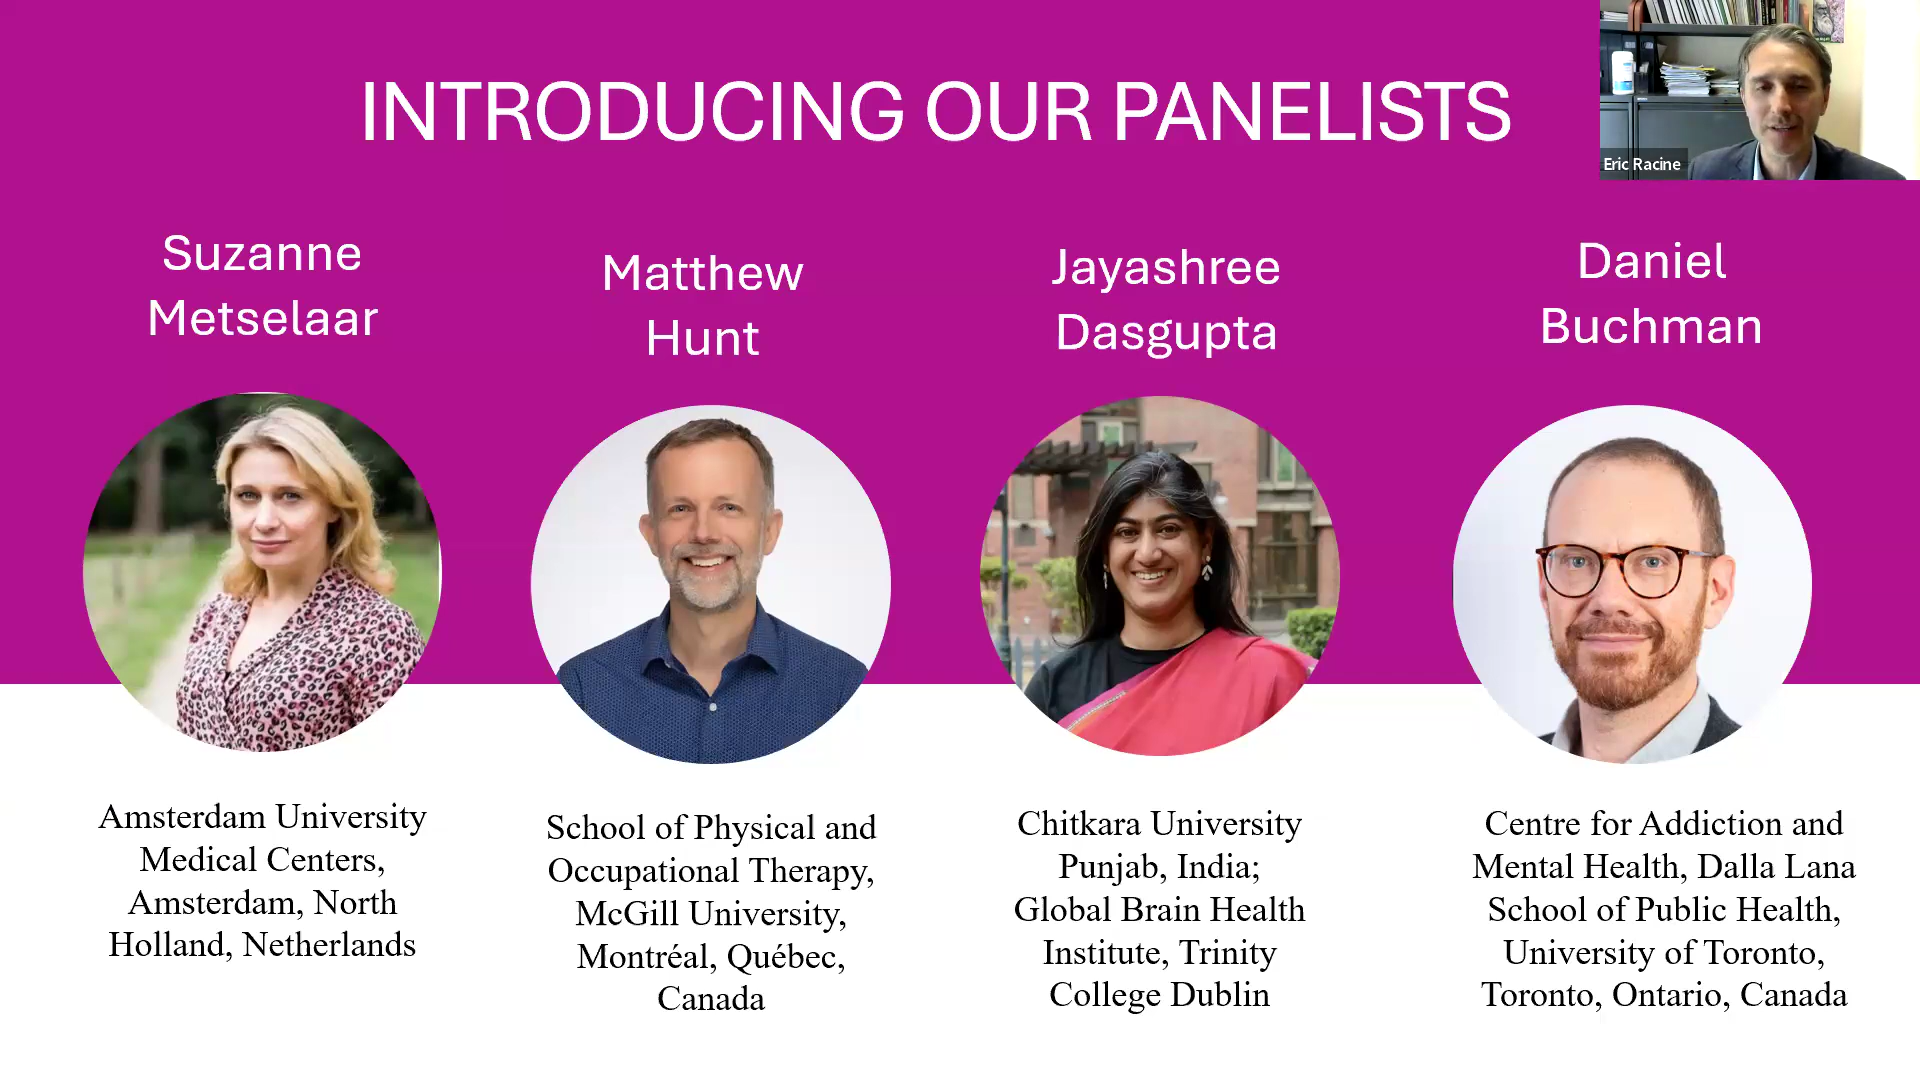 INTRODUCING OUR PANELISTS
Eric Racine
Suzanne
Metselaar
Matthew
Hunt
Jayashree
Dasgupta
Daniel
Buchman
Amsterdam University
Medical Centers,
Amsterdam, North
Holland, Netherlands
School of Physical and
Occupational Therapy,
McGill University,
Montréal, Québec,
Canada
Chitkara University
Punjab, India;
Global Brain Health
Institute, Trinity
College Dublin
Centre for Addiction and
Mental Health, Dalla Lana
School of Public Health,
University of Toronto,
Toronto, Ontario, Canada